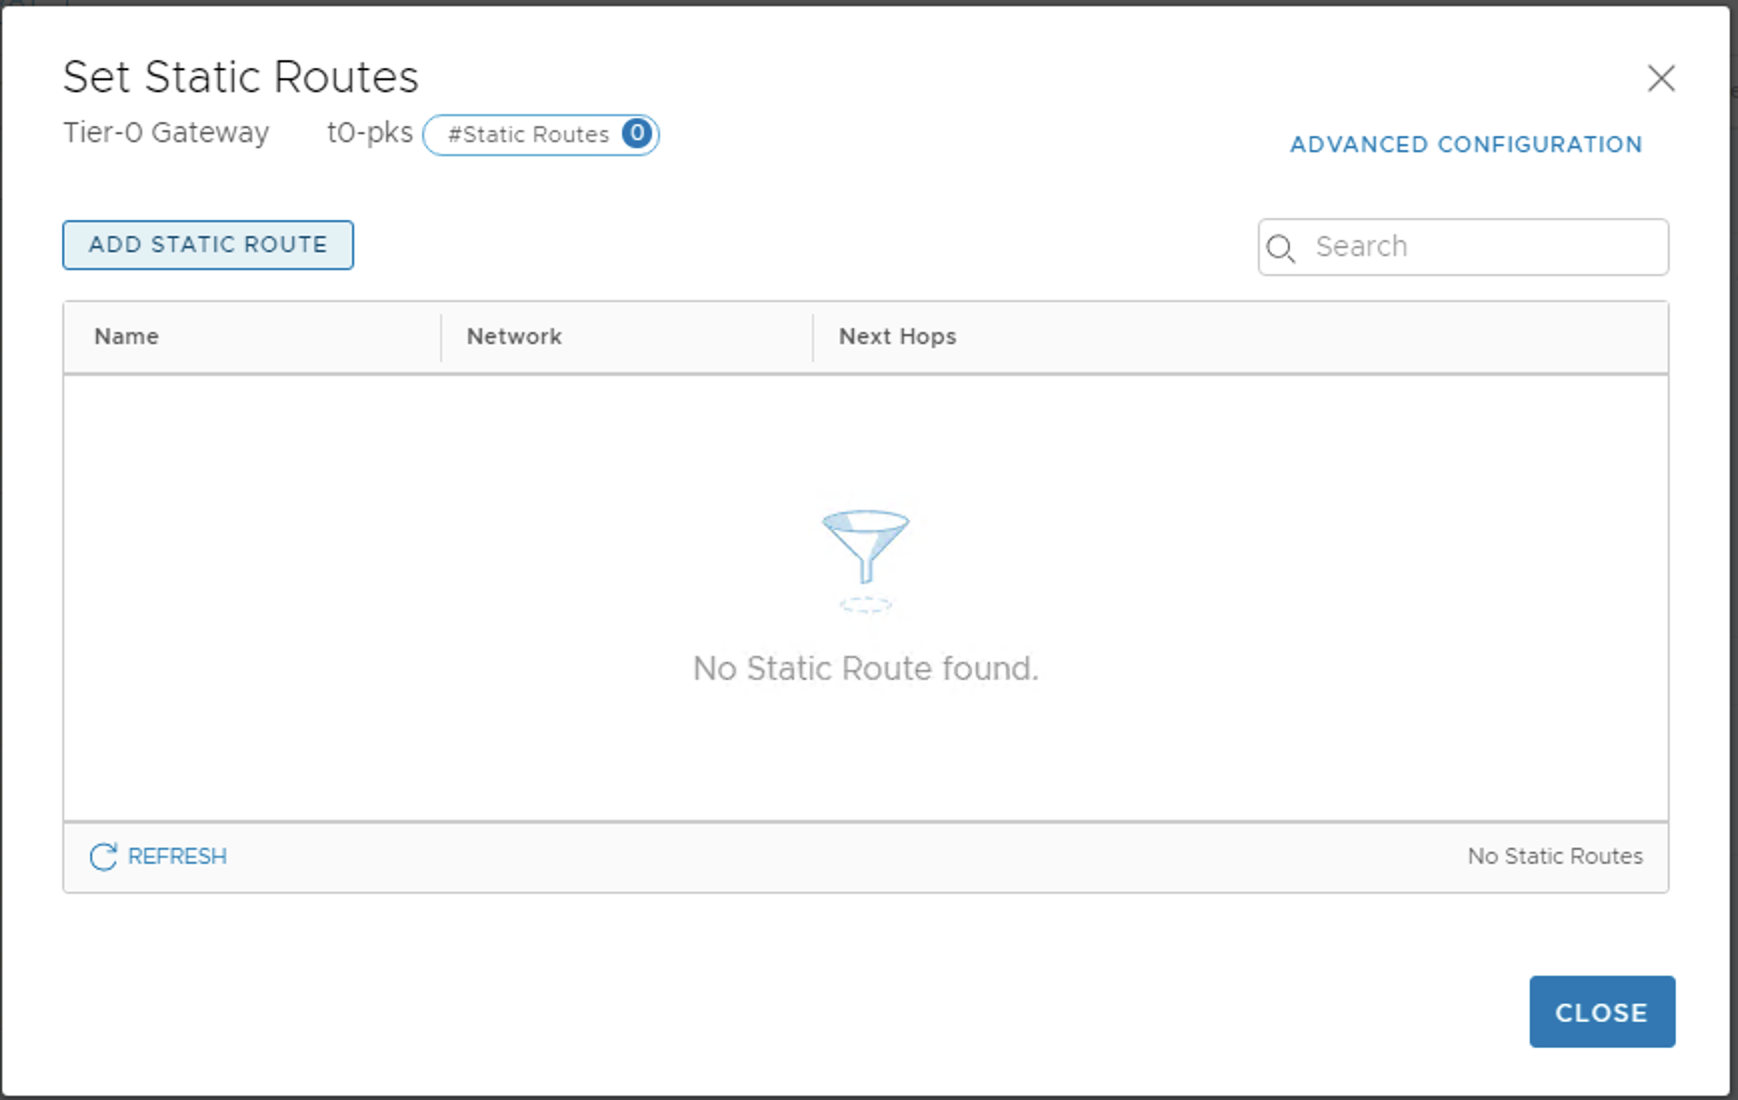 Set Static Routes
Tier-0 Gateway t0-pks #Static Routes 0
ADVANCED CONFIGURATION
ADD STATIC ROUTE
Search
Name Network Next Hops
No Static Route found.
REFRESH No Static Routes
CLOSE